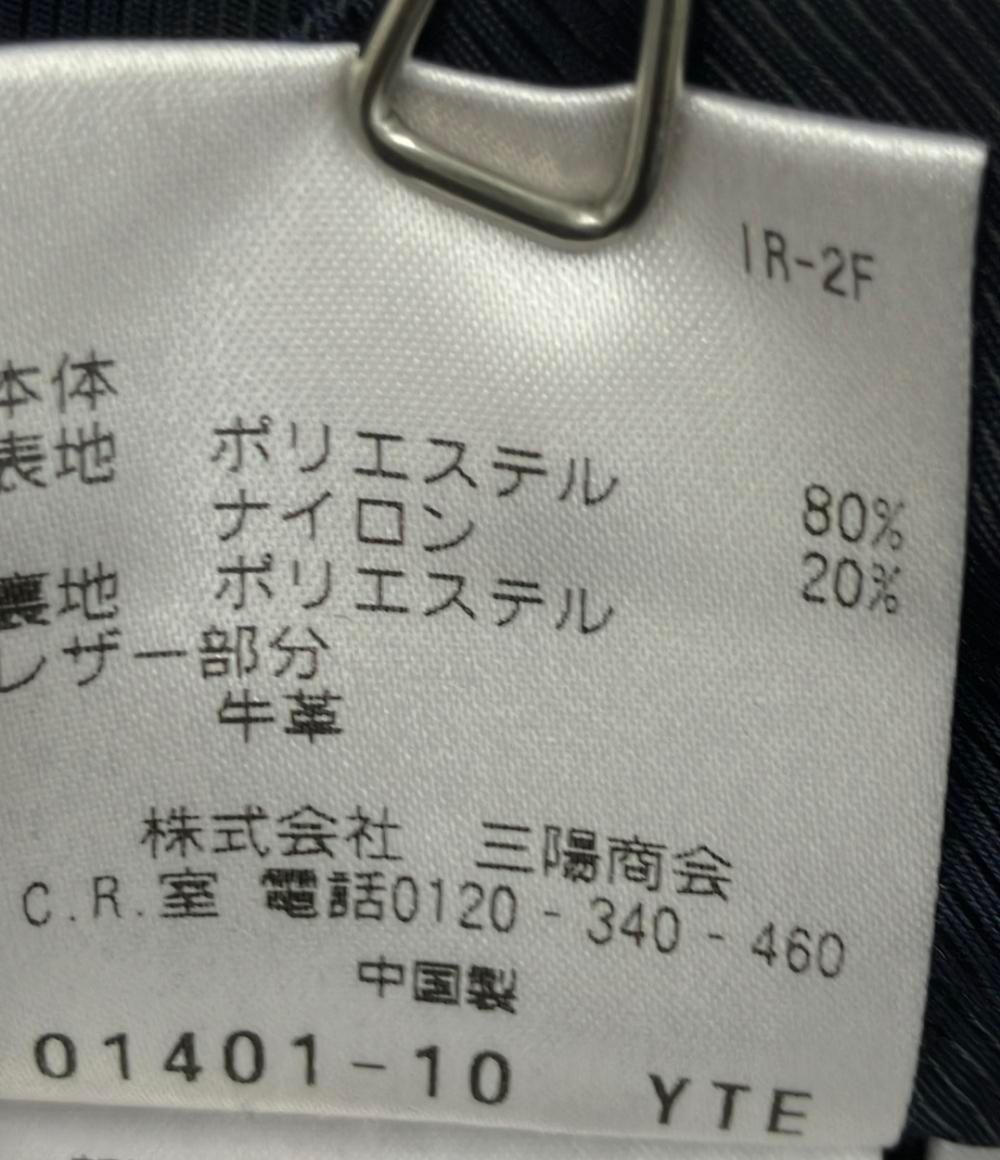 IR-2F
本体
表地 ポリエステル 80%
ナイロン 20%
裏地 ポリエステル
レザー部分
牛革
株式会社 三陽商会
C.R.室 電話0120-340-460
中国製
01401-10 YTE